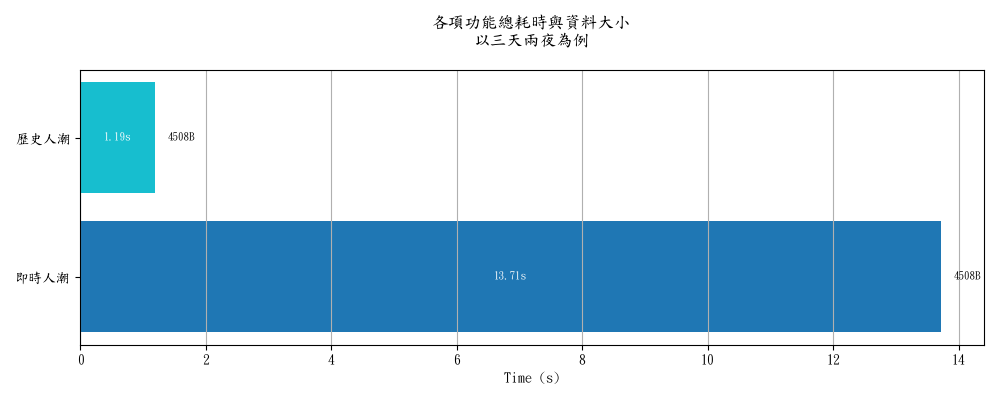 各項功能總耗時與資料大小
以三天兩夜為例
歷史人潮
1.19s
4508B
即時人潮
13.71s
4508B
0 2 4 6 8 10 12 14
Time (s)